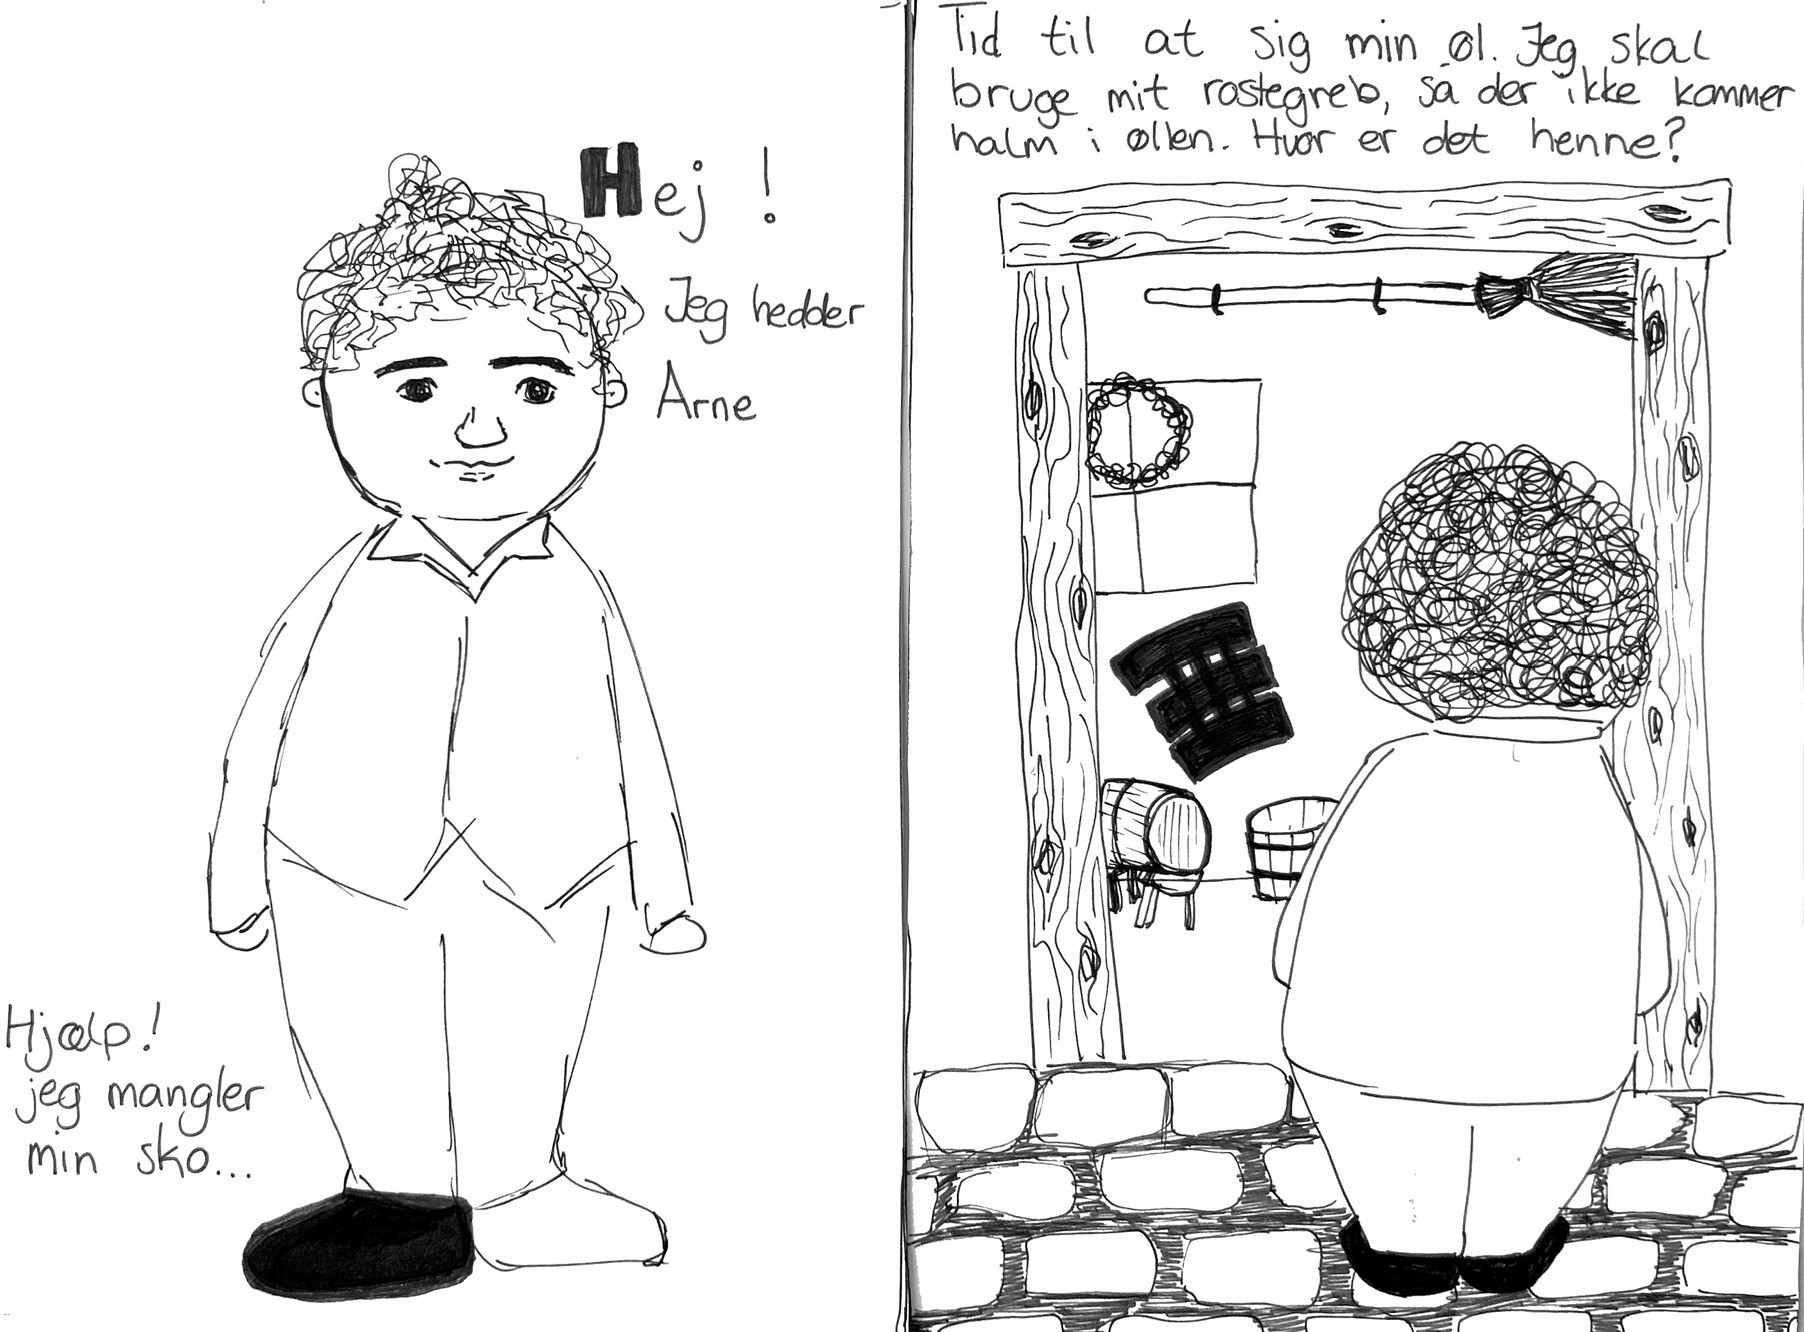 Hej!
Jeg hedder
Arne
Hjælp!
jeg mangler
min sko...
Tid til at sig min øl. Jeg skal
bruge mit rostegreb, så der ikke kommer
halm i øllen. Hvor er det henne?